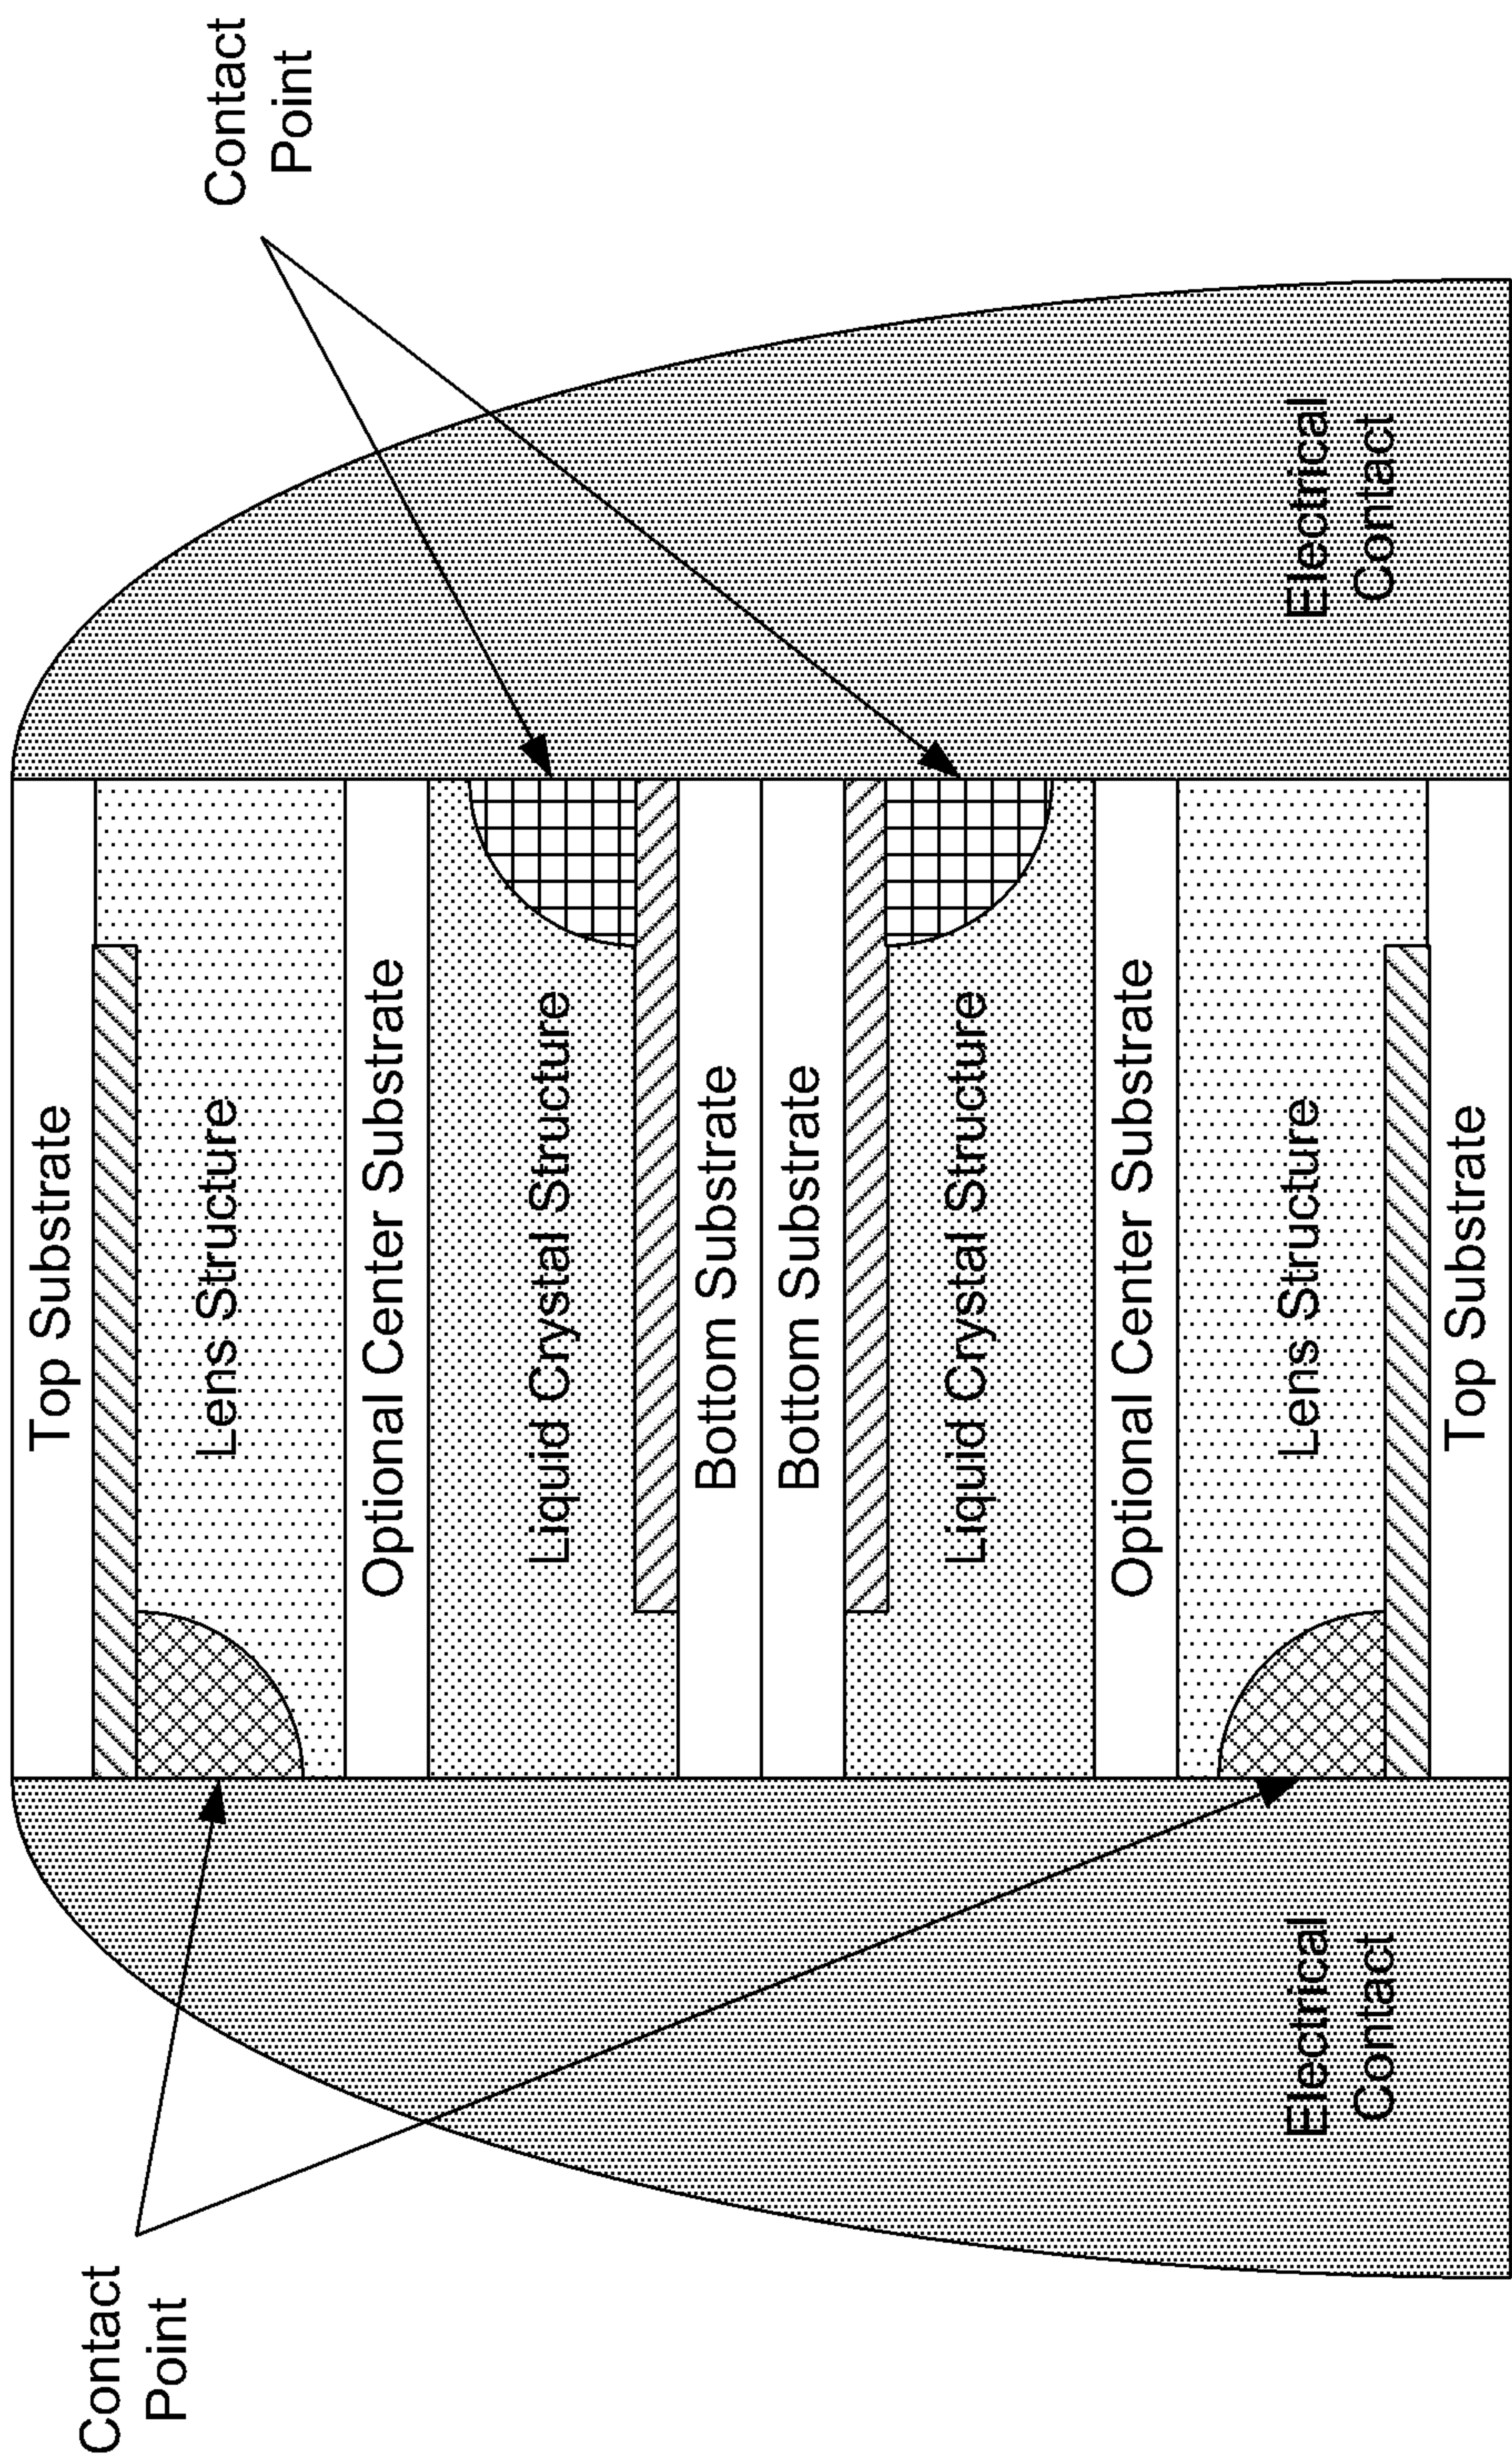 Top Substrate
Contact
Point
Lens Structure
Contact
Point
Optional Center Substrate
Liquid Crystal Structure
Bottom Substrate
Bottom Substrate
Liquid Crystal Structure
Optional Center Substrate
Electrical
Contact
Lens Structure
Electrical
Contact
Top Substrate